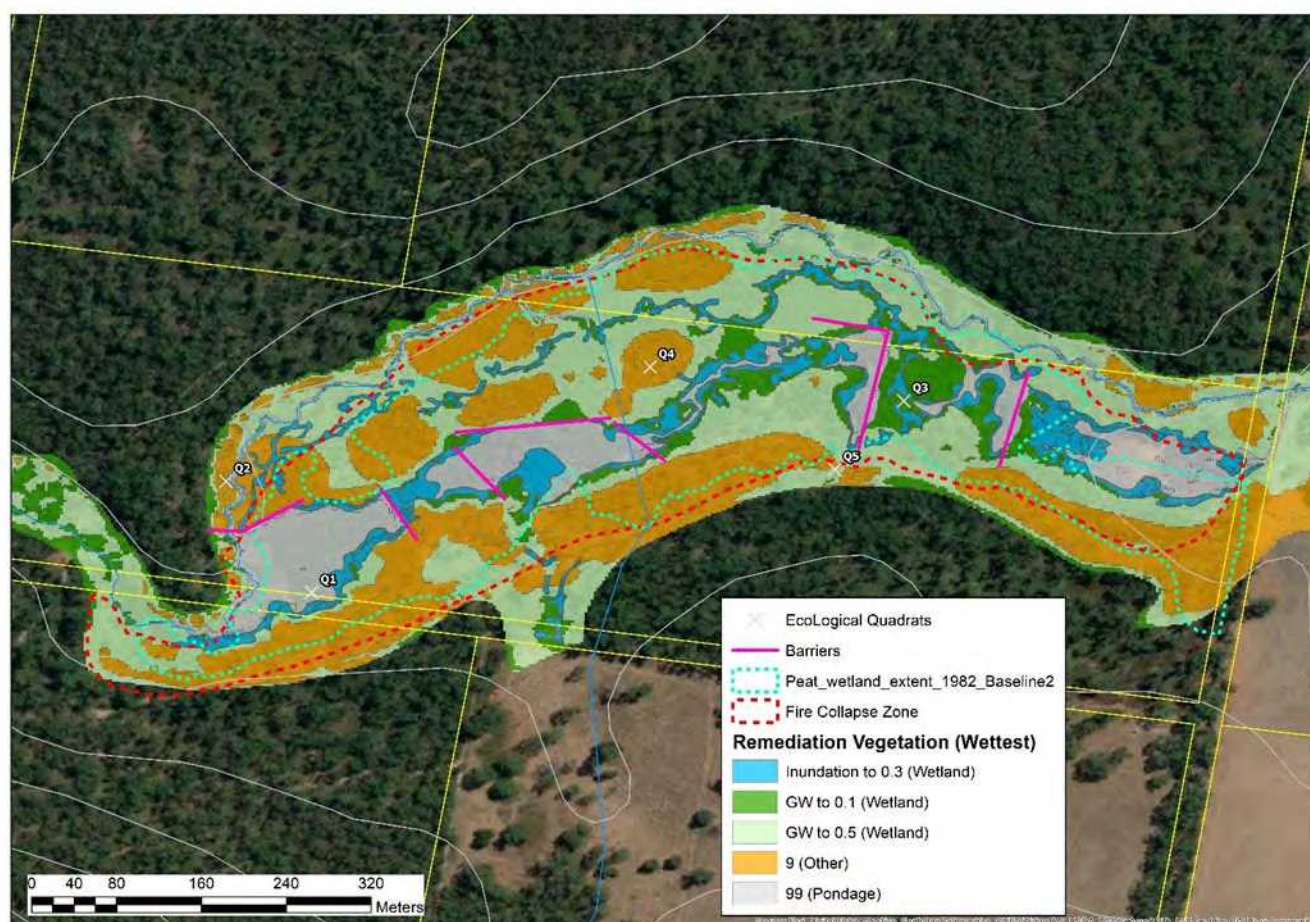 Q4
Q3
Q2
Q5
Q1
EcoLogical Quadrats
Barriers
Peat_wetland_extent_1982_Baseline2
Fire Collapse Zone
Remediation Vegetation (Wettest)
Inundation to 0.3 (Wetland)
GW to 0.1 (Wetland)
GW to 0.5 (Wetland)
9 (Other)
99 (Pondage)
0 40 80 160 240 320
Meters